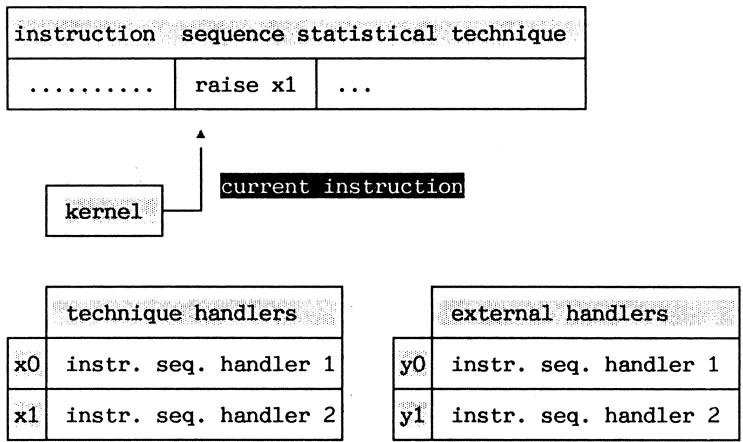 instruction sequence statistical technique
.......... raise x1 ...
current instruction
kernel
technique handlers
x0 instr. seq. handler 1
x1 instr. seq. handler 2
external handlers
y0 instr. seq. handler 1
y1 instr. seq. handler 2